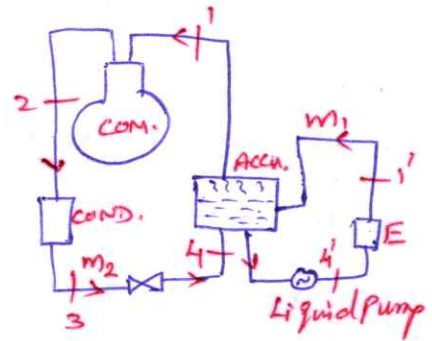 1
2
COM.
ACCU.
m₁
1'
COND.
E
m₂
4
4'
3
Liquid Pump